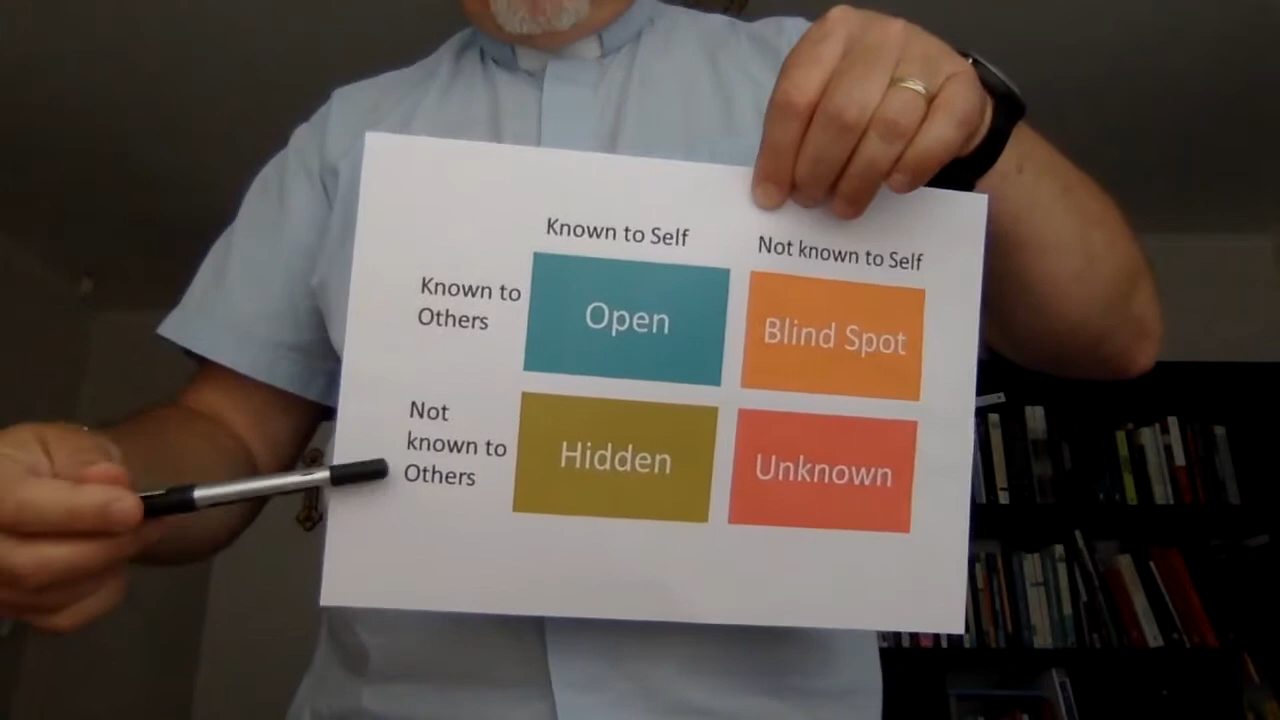 Known to Self
Not known to Self
Known to
Others
Open
Blind Spot
Not
known to
Others
Hidden
Unknown